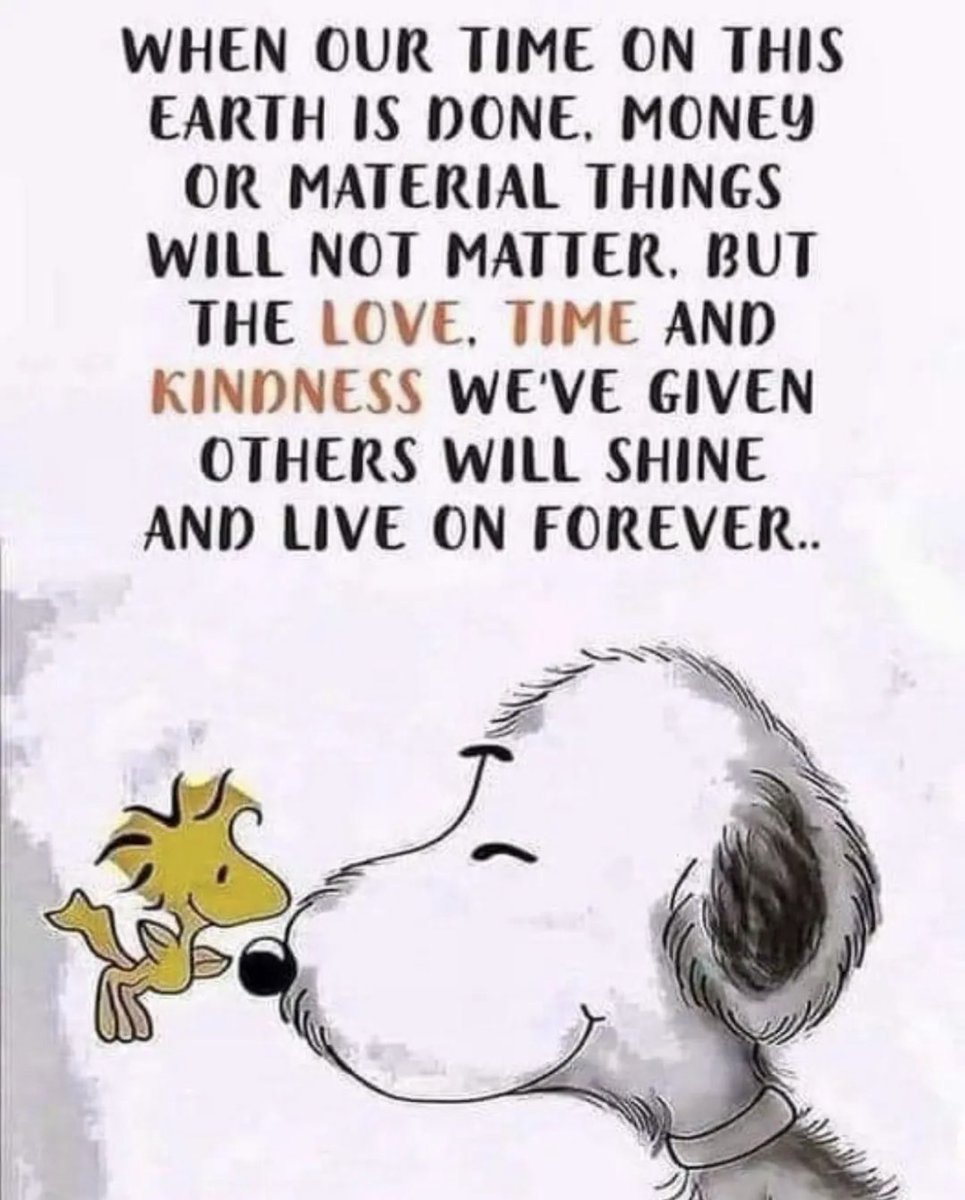 WHEN OUR TIME ON THIS
EARTH IS DONE, MONEY
OR MATERIAL THINGS
WILL NOT MATTER, BUT
THE LOVE, TIME AND
KINDNESS WE'VE GIVEN
OTHERS WILL SHINE
AND LIVE ON FOREVER..